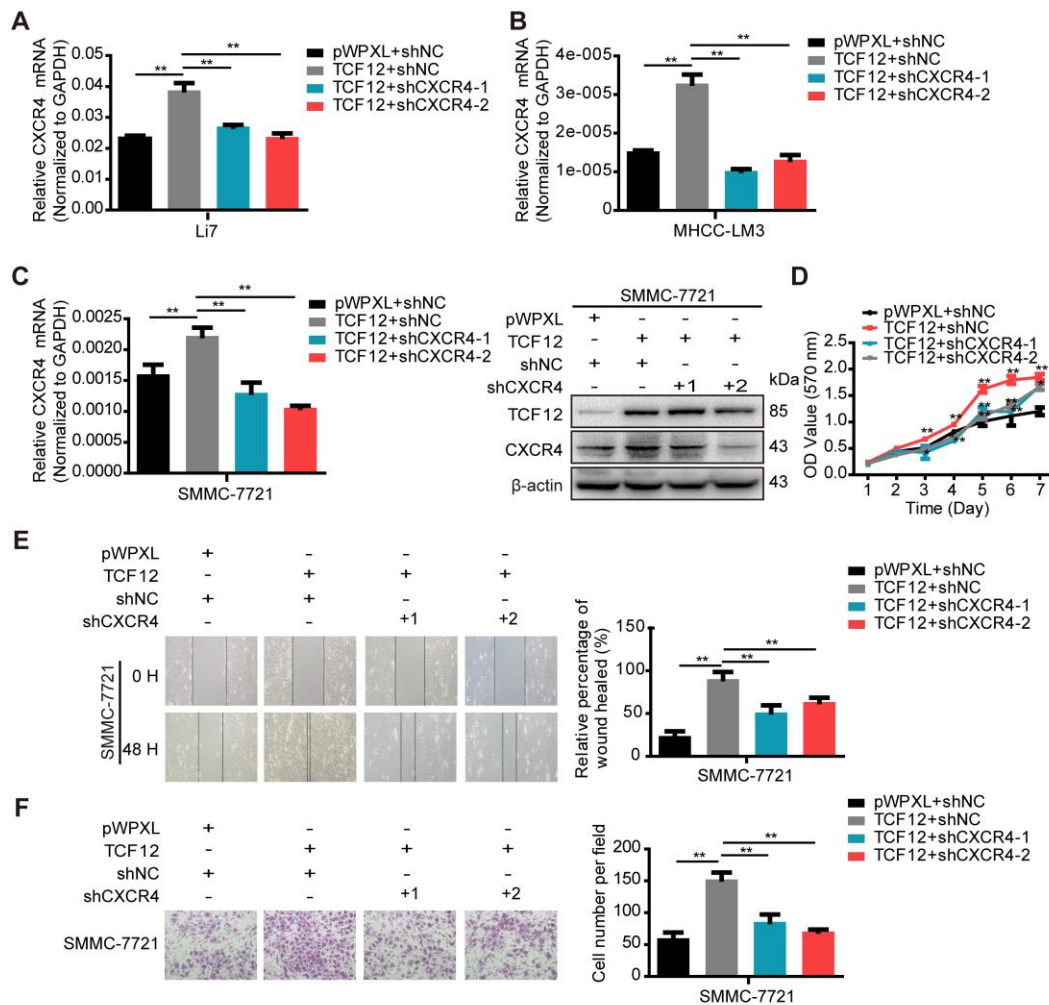 A
Relative CXCR4 mRNA
(Normalized to GAPDH)
0.05
0.04
0.03
0.02
0.01
0.00
**
**
**
Li7
pWPXL+shNC
TCF12+shNC
TCF12+shCXCR4-1
TCF12+shCXCR4-2
B
Relative CXCR4 mRNA
(Normalized to GAPDH)
4e-005
3e-005
2e-005
1e-005
0
**
**
**
MHCC-LM3
pWPXL+shNC
TCF12+shNC
TCF12+shCXCR4-1
TCF12+shCXCR4-2
C
Relative CXCR4 mRNA
(Normalized to GAPDH)
0.0025
0.0020
0.0015
0.0010
0.0005
0.0000
**
**
**
SMMC-7721
pWPXL+shNC
TCF12+shNC
TCF12+shCXCR4-1
TCF12+shCXCR4-2
SMMC-7721
pWPXL + - - -
TCF12 - + + +
shNC + + - -
shCXCR4 - - +1 +2 kDa
TCF12 85
CXCR4 43
β-actin 43
D
pWPXL+shNC
TCF12+shNC
TCF12+shCXCR4-1
TCF12+shCXCR4-2
OD Value (570 nm)
2.0
1.5
1.0
0.5
0.0
** ** ** ** **
* ** ** ** *
** **
1 2 3 4 5 6 7
Time (Day)
E
pWPXL + - - -
TCF12 - + + +
shNC + + - -
shCXCR4 - - +1 +2
SMMC-7721
0 H
48 H
Relative percentage of
wound healed (%)
150
100
50
0
**
**
**
SMMC-7721
pWPXL+shNC
TCF12+shNC
TCF12+shCXCR4-1
TCF12+shCXCR4-2
F
pWPXL + - - -
TCF12 - + + +
shNC + + - -
shCXCR4 - - +1 +2
SMMC-7721
Cell number per field
200
150
100
50
0
**
**
**
SMMC-7721
pWPXL+shNC
TCF12+shNC
TCF12+shCXCR4-1
TCF12+shCXCR4-2